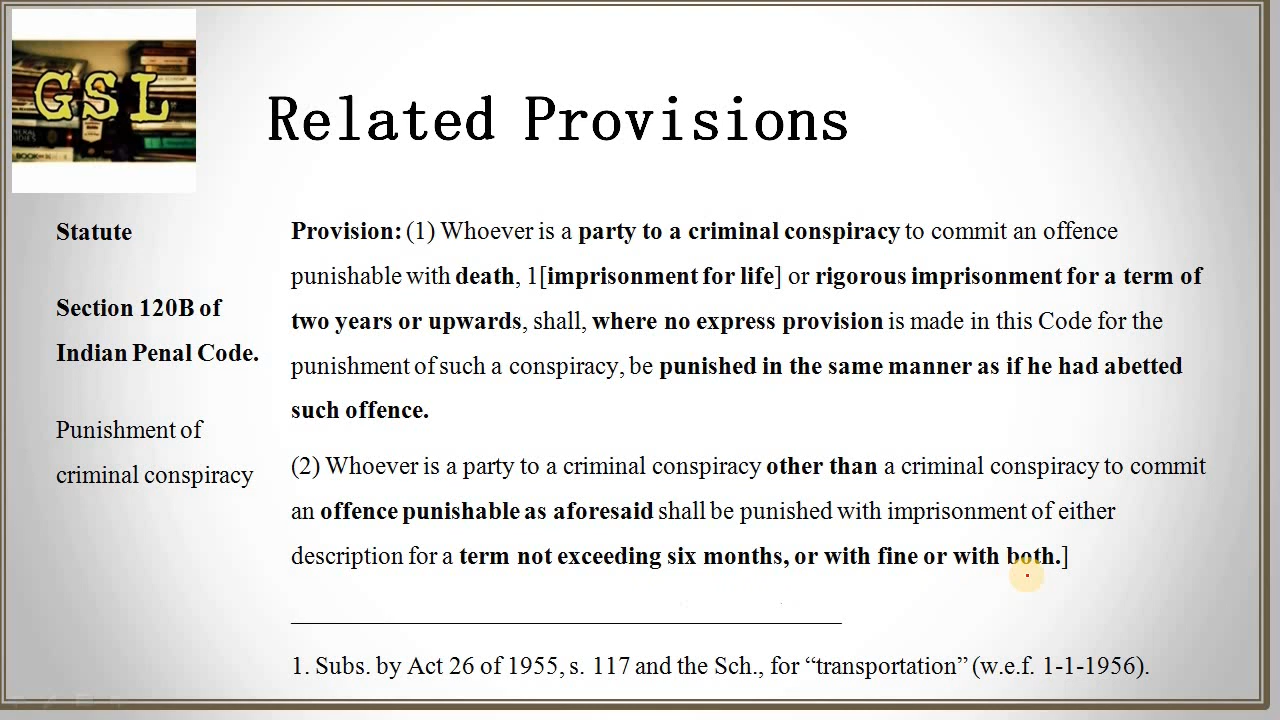 GSL
Related Provisions
Statute
Section 120B of
Indian Penal Code.
Punishment of
criminal conspiracy
Provision: (1) Whoever is a party to a criminal conspiracy to commit an offence
punishable with death, 1[imprisonment for life] or rigorous imprisonment for a term of
two years or upwards, shall, where no express provision is made in this Code for the
punishment of such a conspiracy, be punished in the same manner as if he had abetted
such offence.
(2) Whoever is a party to a criminal conspiracy other than a criminal conspiracy to commit
an offence punishable as aforesaid shall be punished with imprisonment of either
description for a term not exceeding six months, or with fine or with both.]
1. Subs. by Act 26 of 1955, s. 117 and the Sch., for “transportation” (w.e.f. 1-1-1956).